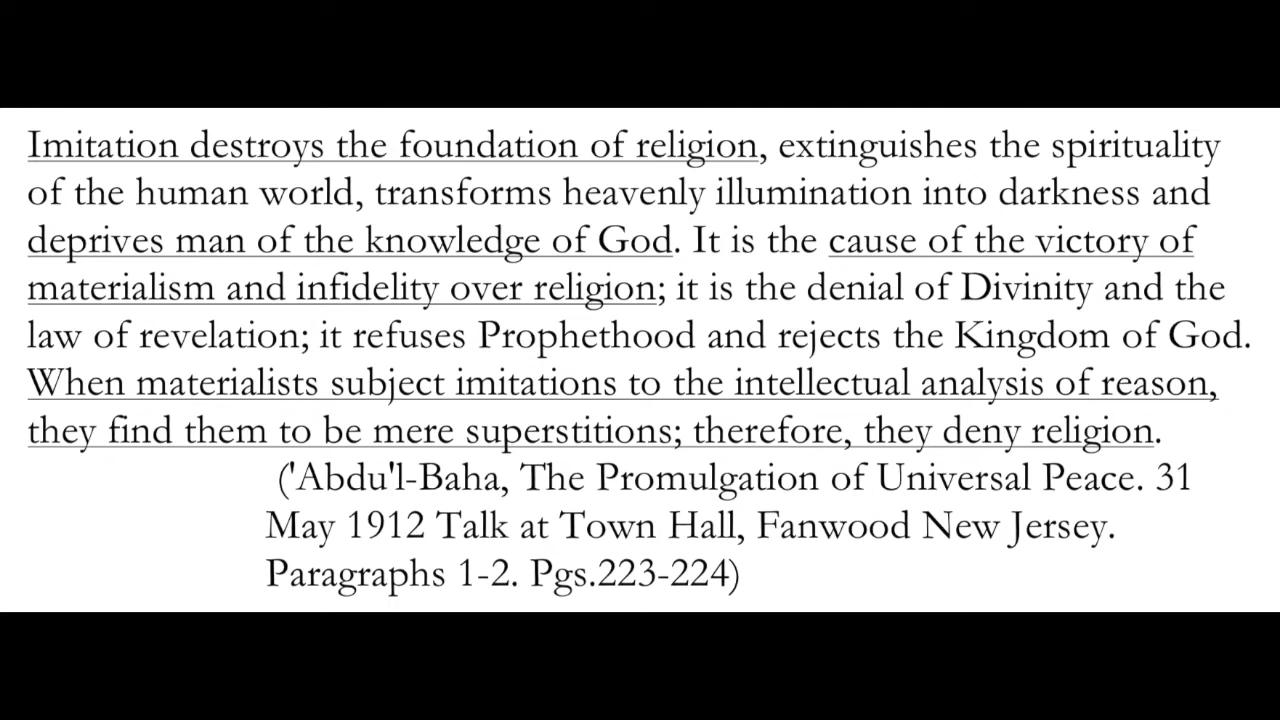 Imitation destroys the foundation of religion, extinguishes the spirituality
of the human world, transforms heavenly illumination into darkness and
deprives man of the knowledge of God. It is the cause of the victory of
materialism and infidelity over religion; it is the denial of Divinity and the
law of revelation; it refuses Prophethood and rejects the Kingdom of God.
When materialists subject imitations to the intellectual analysis of reason,
they find them to be mere superstitions; therefore, they deny religion.
('Abdu'l-Baha, The Promulgation of Universal Peace. 31
May 1912 Talk at Town Hall, Fanwood New Jersey.
Paragraphs 1-2. Pgs.223-224)